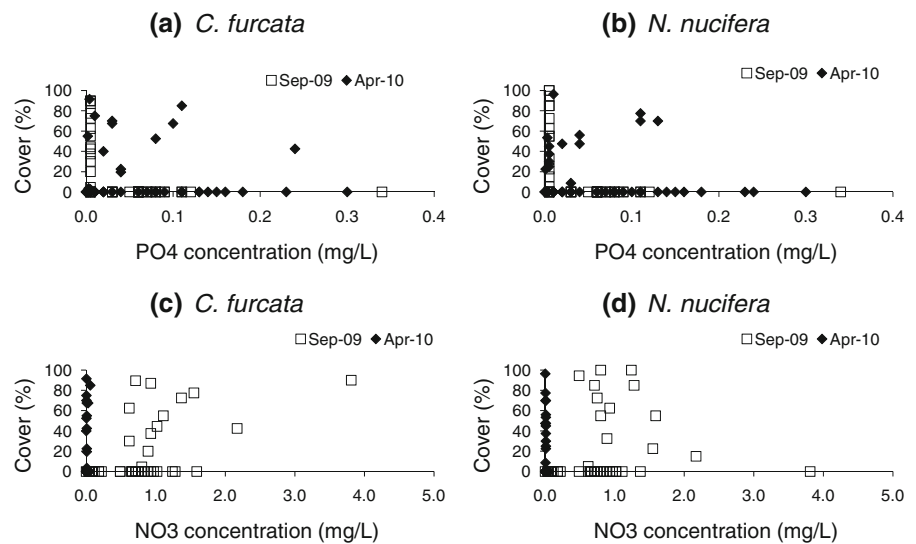 (a) C. furcata
□Sep-09 ◆Apr-10
Cover (%)
100
80
60
40
20
0
0.0 0.1 0.2 0.3 0.4
PO4 concentration (mg/L)
(b) N. nucifera
□Sep-09 ◆Apr-10
Cover (%)
100
80
60
40
20
0
0.0 0.1 0.2 0.3 0.4
PO4 concentration (mg/L)
(c) C. furcata
□Sep-09 ◆Apr-10
Cover (%)
100
80
60
40
20
0
0.0 1.0 2.0 3.0 4.0 5.0
NO3 concentration (mg/L)
(d) N. nucifera
□Sep-09 ◆Apr-10
Cover (%)
100
80
60
40
20
0
0.0 1.0 2.0 3.0 4.0 5.0
NO3 concentration (mg/L)